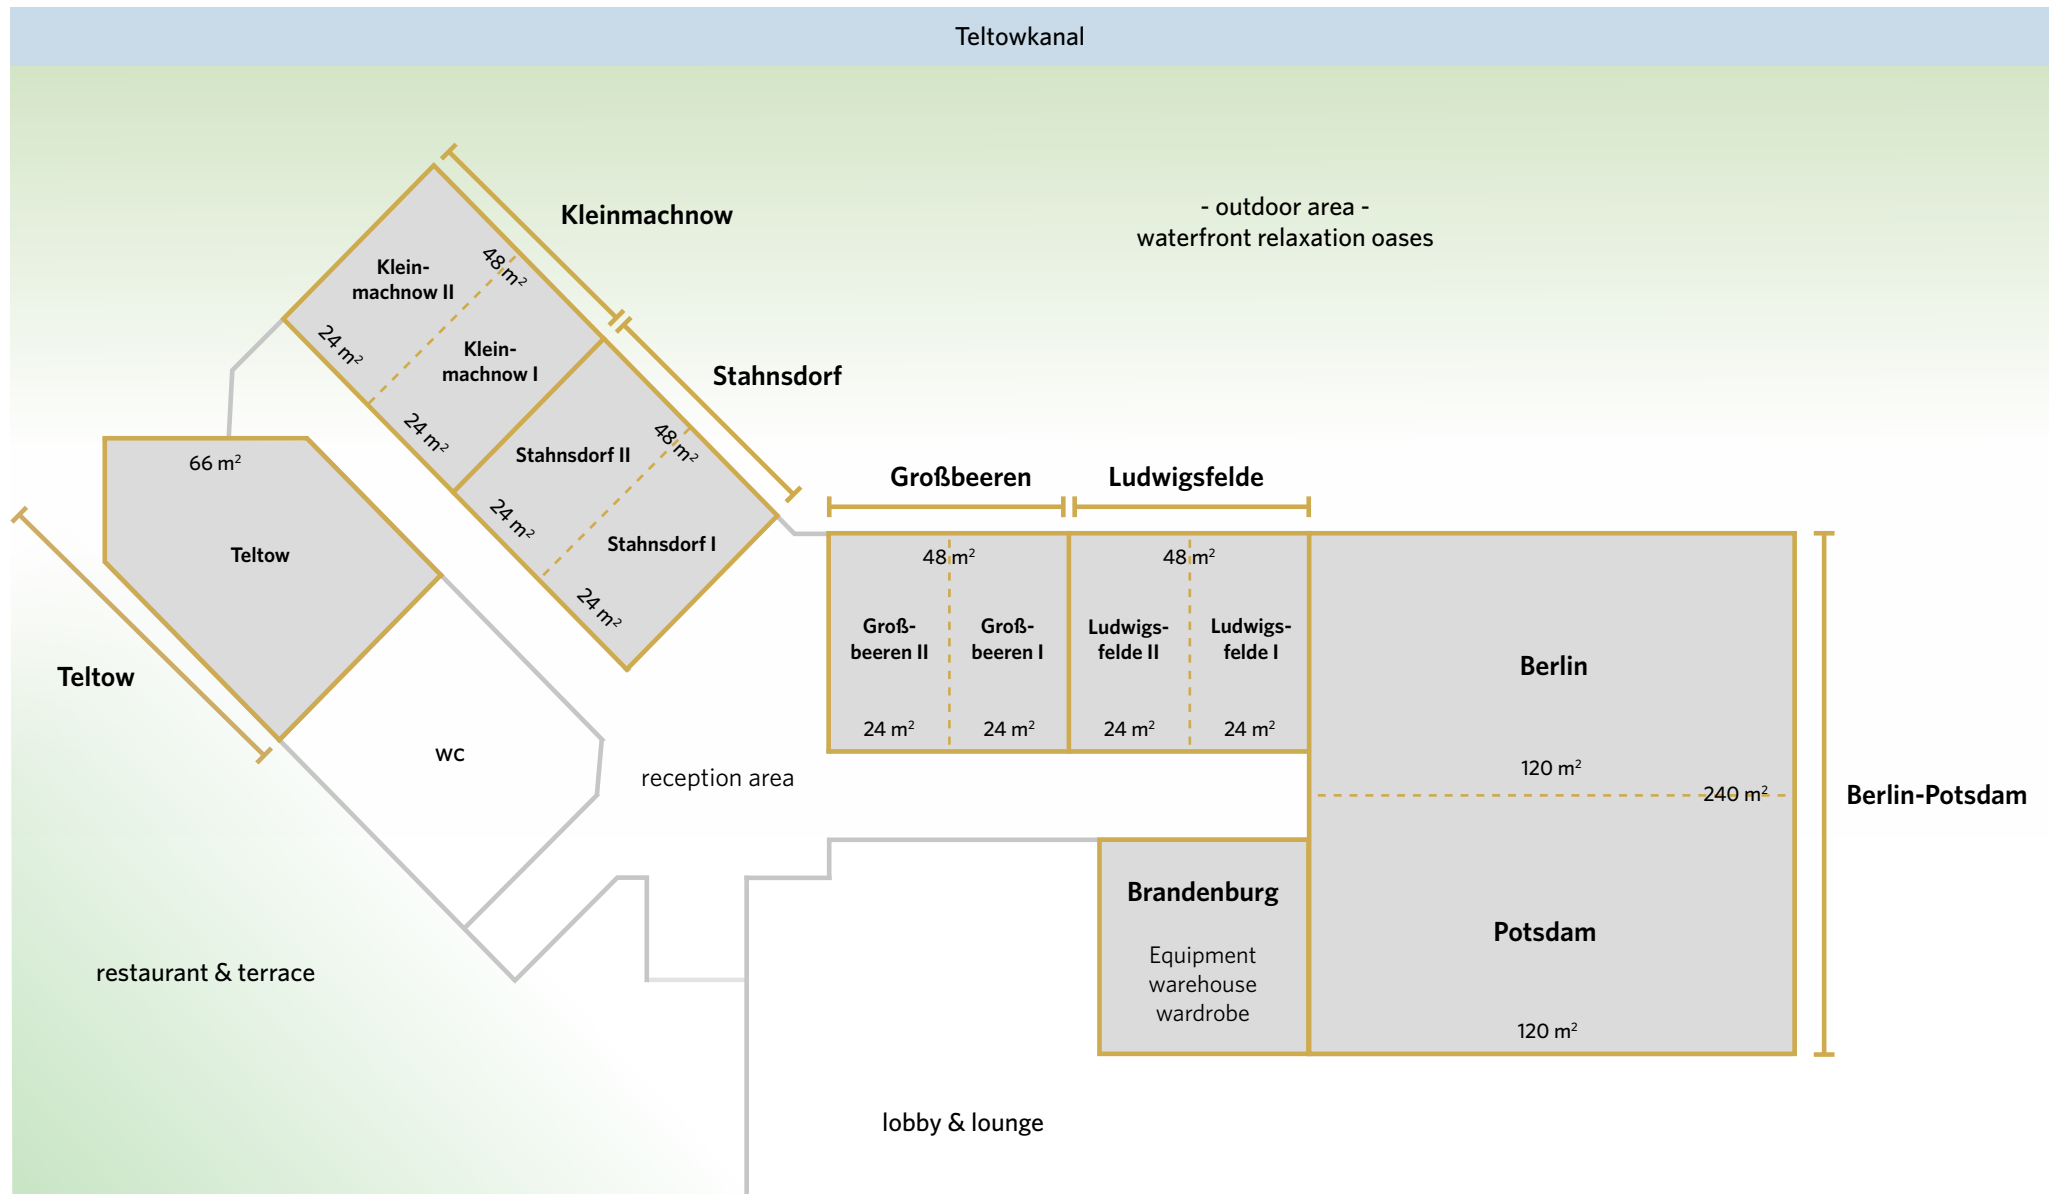 Teltowkanal
- outdoor area -
waterfront relaxation oases
Kleinmachnow
48 m²
Klein-
machnow II
24 m²
Klein-
machnow I
24 m²
Stahnsdorf
48 m²
Stahnsdorf II
24 m²
Stahnsdorf I
24 m²
66 m²
Teltow
Teltow
wc
reception area
restaurant & terrace
Großbeeren
Ludwigsfelde
48 m²
48 m²
Groß-
beeren II
Groß-
beeren I
Ludwigs-
felde II
Ludwigs-
felde I
24 m²
24 m²
24 m²
24 m²
Berlin
120 m²
240 m²
Berlin-Potsdam
Potsdam
120 m²
Brandenburg
Equipment
warehouse
wardrobe
lobby & lounge